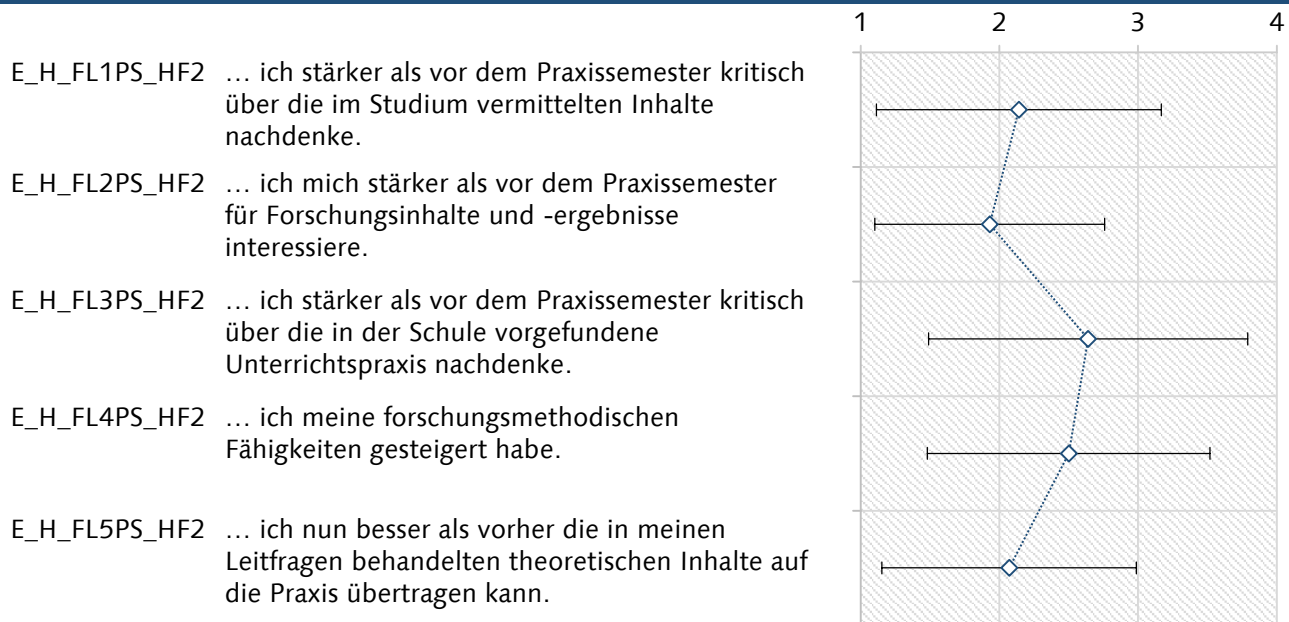 1 2 3 4
E_H_FL1PS_HF2 … ich stärker als vor dem Praxissemester kritisch
über die im Studium vermittelten Inhalte
nachdenke.
E_H_FL2PS_HF2 … ich mich stärker als vor dem Praxissemester
für Forschungsinhalte und -ergebnisse
interessiere.
E_H_FL3PS_HF2 … ich stärker als vor dem Praxissemester kritisch
über die in der Schule vorgefundene
Unterrichtspraxis nachdenke.
E_H_FL4PS_HF2 … ich meine forschungsmethodischen
Fähigkeiten gesteigert habe.
E_H_FL5PS_HF2 … ich nun besser als vorher die in meinen
Leitfragen behandelten theoretischen Inhalte auf
die Praxis übertragen kann.